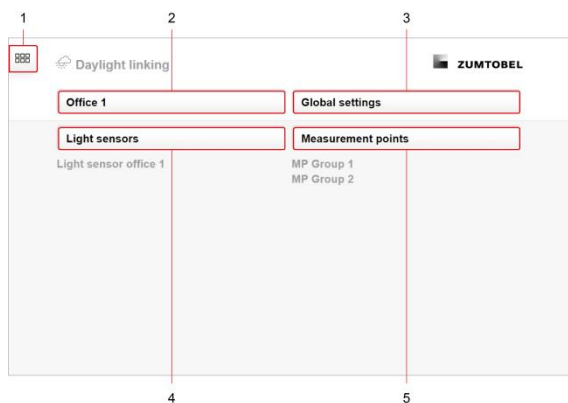 1 2 3
Daylight linking ZUMTOBEL
Office 1 Global settings
Light sensors Measurement points
Light sensor office 1 MP Group 1
MP Group 2
4 5